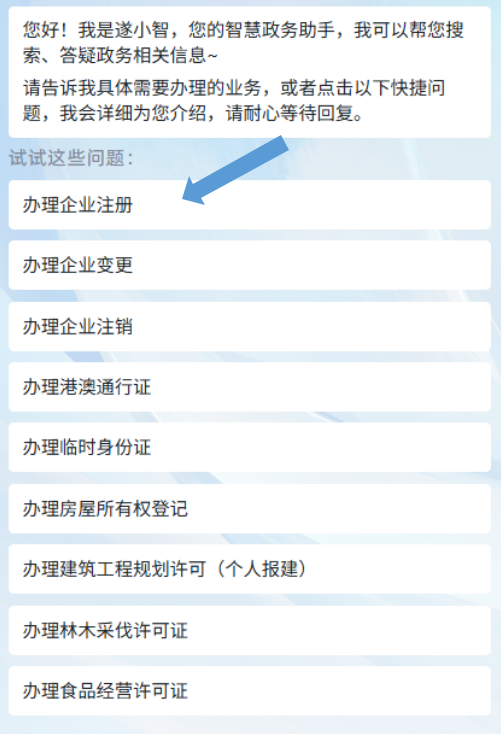 您好！我是遂小智，您的智慧政务助手，我可以帮您搜
索、答疑政务相关信息~
请告诉我具体需要办理的业务，或者点击以下快捷问
题，我会详细为您介绍，请耐心等待回复。
试试这些问题：
办理企业注册
办理企业变更
办理企业注销
办理港澳通行证
办理临时身份证
办理房屋所有权登记
办理建筑工程规划许可（个人报建）
办理林木采伐许可证
办理食品经营许可证